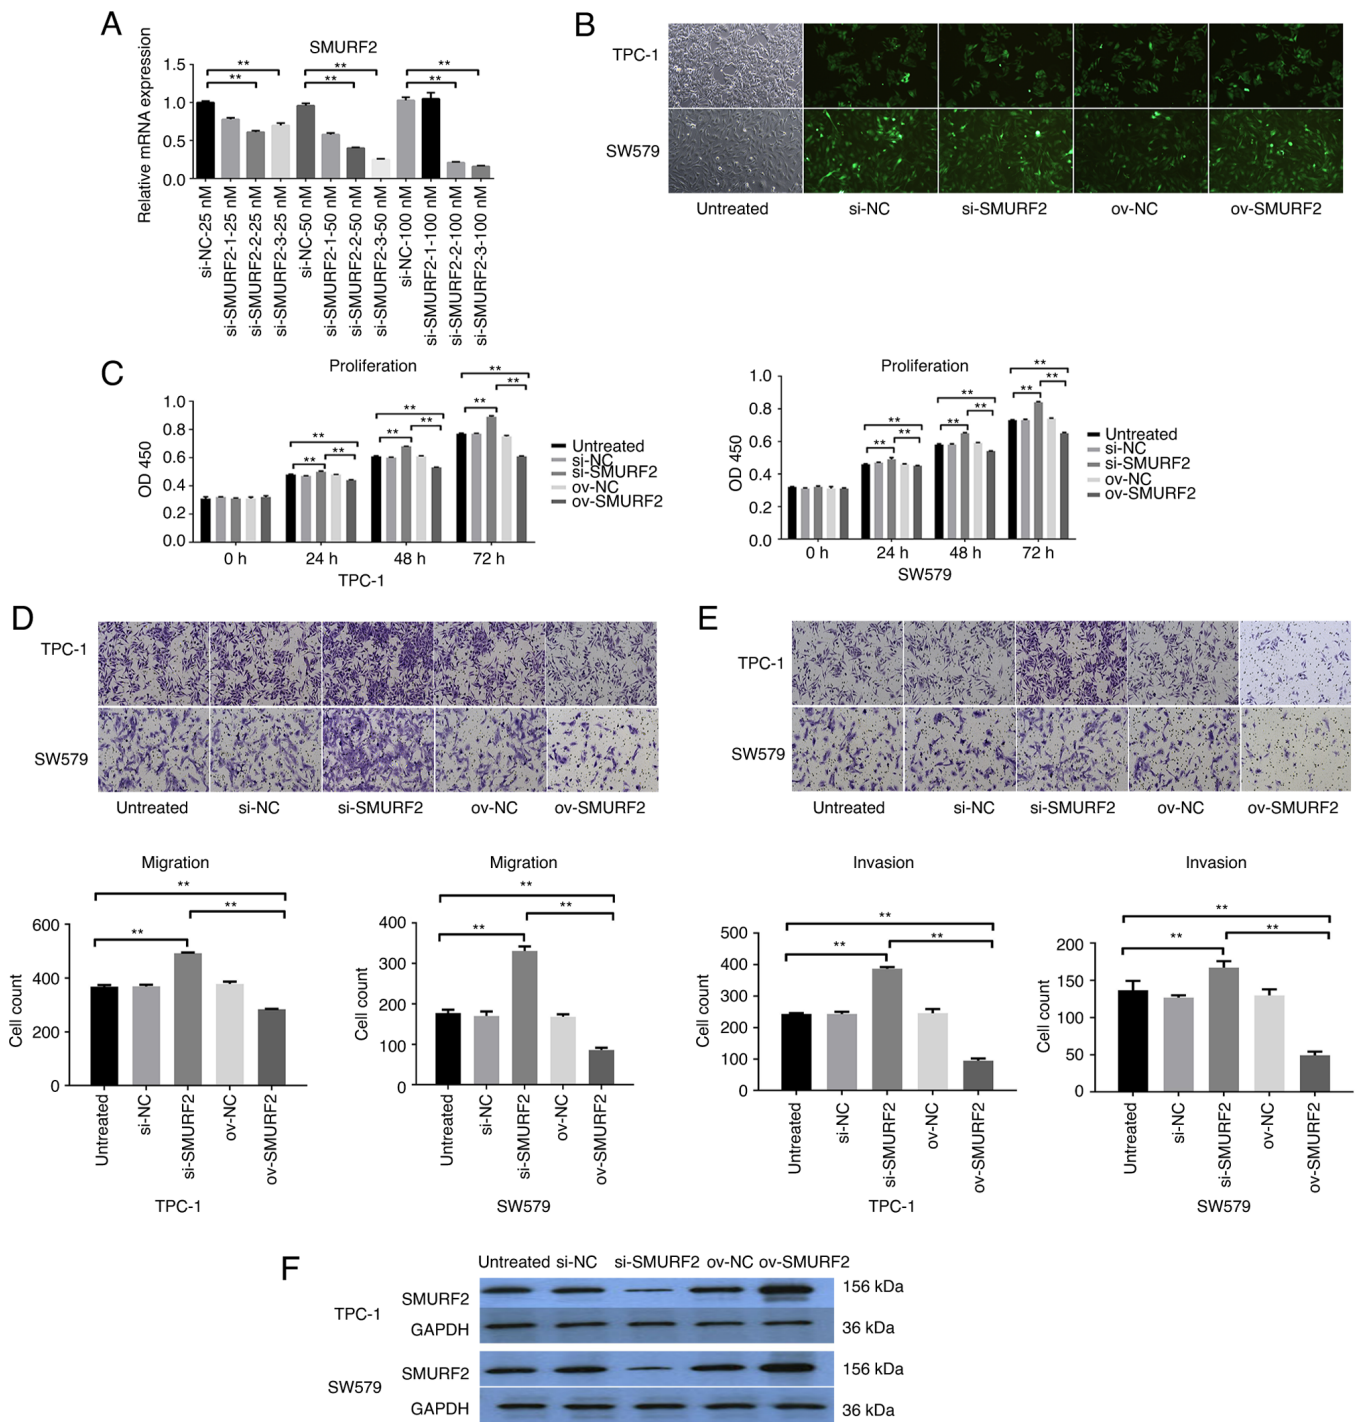 A
SMURF2
Relative mRNA expression
1.5
1.0
0.5
0.0
** ** **
** ** **
si-NC-25 nM
si-SMURF2-1-25 nM
si-SMURF2-2-25 nM
si-SMURF2-3-25 nM
si-NC-50 nM
si-SMURF2-1-50 nM
si-SMURF2-2-50 nM
si-SMURF2-3-50 nM
si-NC-100 nM
si-SMURF2-1-100 nM
si-SMURF2-2-100 nM
si-SMURF2-3-100 nM
B
TPC-1
SW579
Untreated si-NC si-SMURF2 ov-NC ov-SMURF2
C
Proliferation
OD 450
1.0
0.8
0.6
0.4
0.2
0.0
** ** **
** ** **
** ** **
0 h 24 h 48 h 72 h
TPC-1
Untreated
si-NC
si-SMURF2
ov-NC
ov-SMURF2
Proliferation
OD 450
1.0
0.8
0.6
0.4
0.2
0.0
** ** **
** ** **
** ** **
0 h 24 h 48 h 72 h
SW579
Untreated
si-NC
si-SMURF2
ov-NC
ov-SMURF2
D
TPC-1
SW579
Untreated si-NC si-SMURF2 ov-NC ov-SMURF2
Migration
Cell count
600
400
200
0
**
**
**
Untreated
si-NC
si-SMURF2
ov-NC
ov-SMURF2
TPC-1
Migration
Cell count
400
300
200
100
0
**
**
**
Untreated
si-NC
si-SMURF2
ov-NC
ov-SMURF2
SW579
E
TPC-1
SW579
Untreated si-NC si-SMURF2 ov-NC ov-SMURF2
Invasion
Cell count
500
400
300
200
100
0
**
**
**
Untreated
si-NC
si-SMURF2
ov-NC
ov-SMURF2
TPC-1
Invasion
Cell count
200
150
100
50
0
**
**
**
Untreated
si-NC
si-SMURF2
ov-NC
ov-SMURF2
SW579
F
Untreated si-NC si-SMURF2 ov-NC ov-SMURF2
TPC-1
SMURF2 156 kDa
GAPDH 36 kDa
SW579
SMURF2 156 kDa
GAPDH 36 kDa